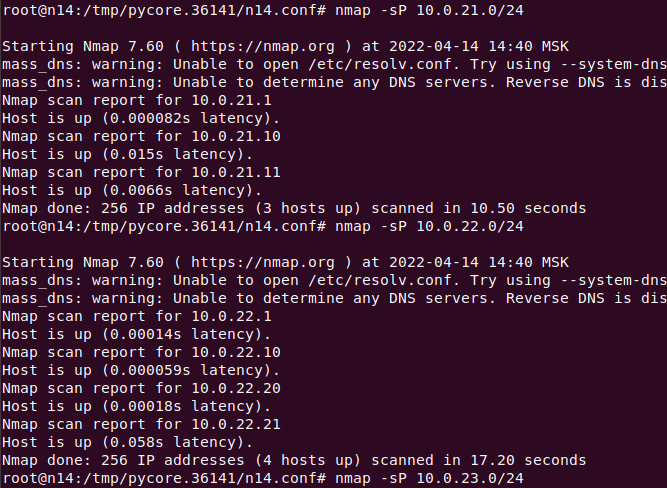 root@n14:/tmp/pycore.36141/n14.conf# nmap -sP 10.0.21.0/24
Starting Nmap 7.60 ( https://nmap.org ) at 2022-04-14 14:40 MSK
mass_dns: warning: Unable to open /etc/resolv.conf. Try using --system-dns
mass_dns: warning: Unable to determine any DNS servers. Reverse DNS is dis
Nmap scan report for 10.0.21.1
Host is up (0.000082s latency).
Nmap scan report for 10.0.21.10
Host is up (0.015s latency).
Nmap scan report for 10.0.21.11
Host is up (0.0066s latency).
Nmap done: 256 IP addresses (3 hosts up) scanned in 10.50 seconds
root@n14:/tmp/pycore.36141/n14.conf# nmap -sP 10.0.22.0/24
Starting Nmap 7.60 ( https://nmap.org ) at 2022-04-14 14:40 MSK
mass_dns: warning: Unable to open /etc/resolv.conf. Try using --system-dns
mass_dns: warning: Unable to determine any DNS servers. Reverse DNS is dis
Nmap scan report for 10.0.22.1
Host is up (0.00014s latency).
Nmap scan report for 10.0.22.10
Host is up (0.000059s latency).
Nmap scan report for 10.0.22.20
Host is up (0.00018s latency).
Nmap scan report for 10.0.22.21
Host is up (0.058s latency).
Nmap done: 256 IP addresses (4 hosts up) scanned in 17.20 seconds
root@n14:/tmp/pycore.36141/n14.conf# nmap -sP 10.0.23.0/24